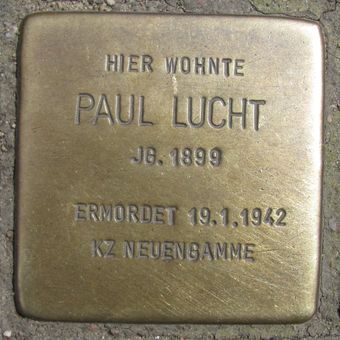 HIER WOHNTE
PAUL LUCHT
JG. 1899
ERMORDET 19.1.1942
KZ NEUENGAMME